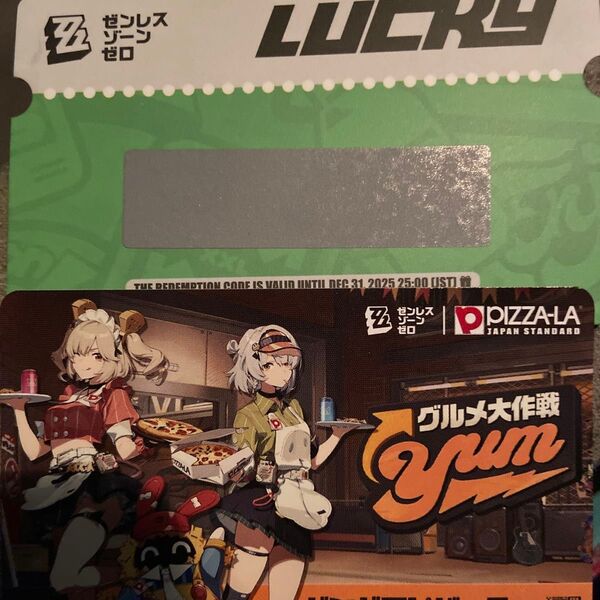 ゼンレス
ゾーン
ゼロ
LUCKY
THE REDEMPTION CODE IS VALID UNTIL DEC 31, 2025 25:00 (JST)
ゼンレス
ゾーン
ゼロ
PIZZA-LA
JAPAN STANDARD
グルメ大作戦
yum